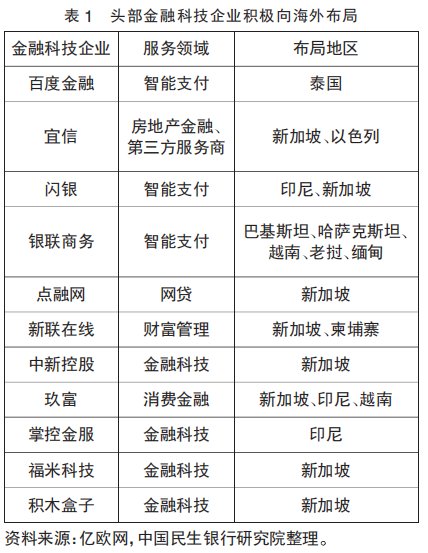 表 1 头部金融科技企业积极向海外布局
金融科技企业 服务领域 布局地区
百度金融 智能支付 泰国
宜信 房地产金融、 新加坡、以色列
第三方服务商
闪银 智能支付 印尼、新加坡
银联商务 智能支付 巴基斯坦、哈萨克斯坦、
越南、老挝、缅甸
点融网 网贷 新加坡
新联在线 财富管理 新加坡、柬埔寨
中新控股 金融科技 新加坡
玖富 消费金融 新加坡、印尼、越南
掌控金服 金融科技 印尼
福米科技 金融科技 新加坡
积木盒子 金融科技 新加坡
资料来源:亿欧网,中国民生银行研究院整理。